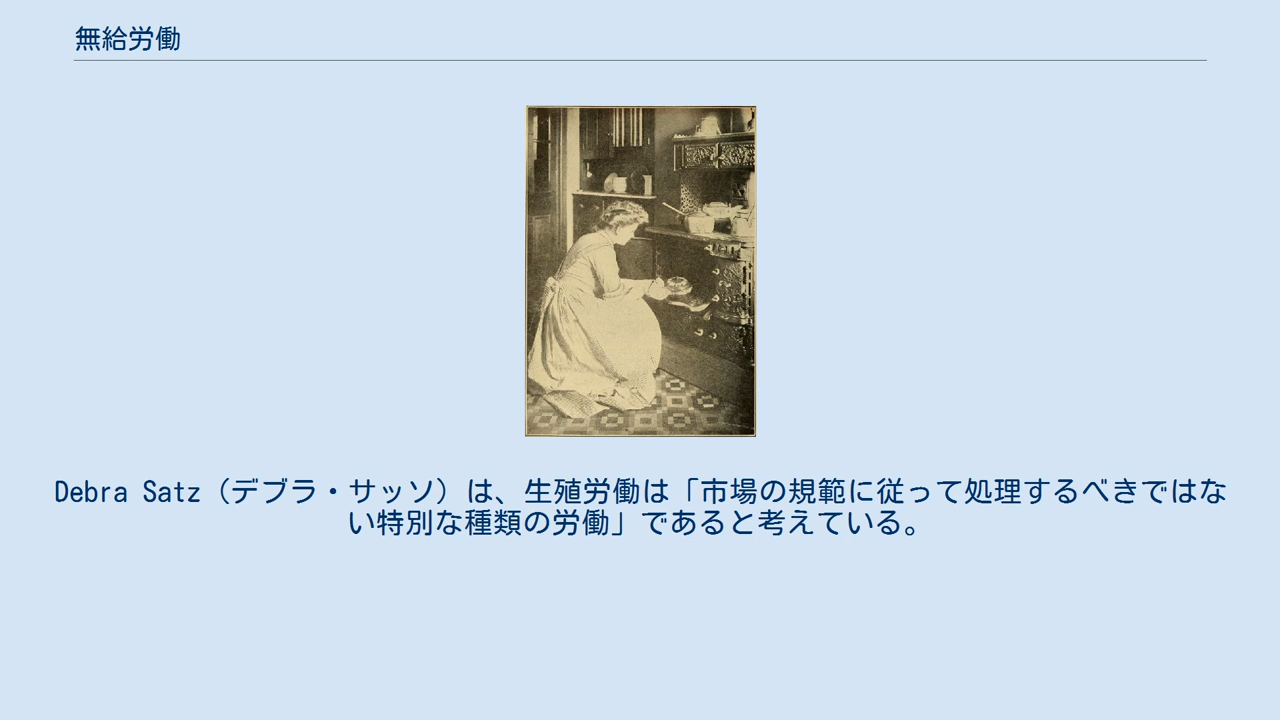 無給労働
Debra Satz（デブラ・サッソ）は、生殖労働は「市場の規範に従って処理するべきではな
い特別な種類の労働」であると考えている。